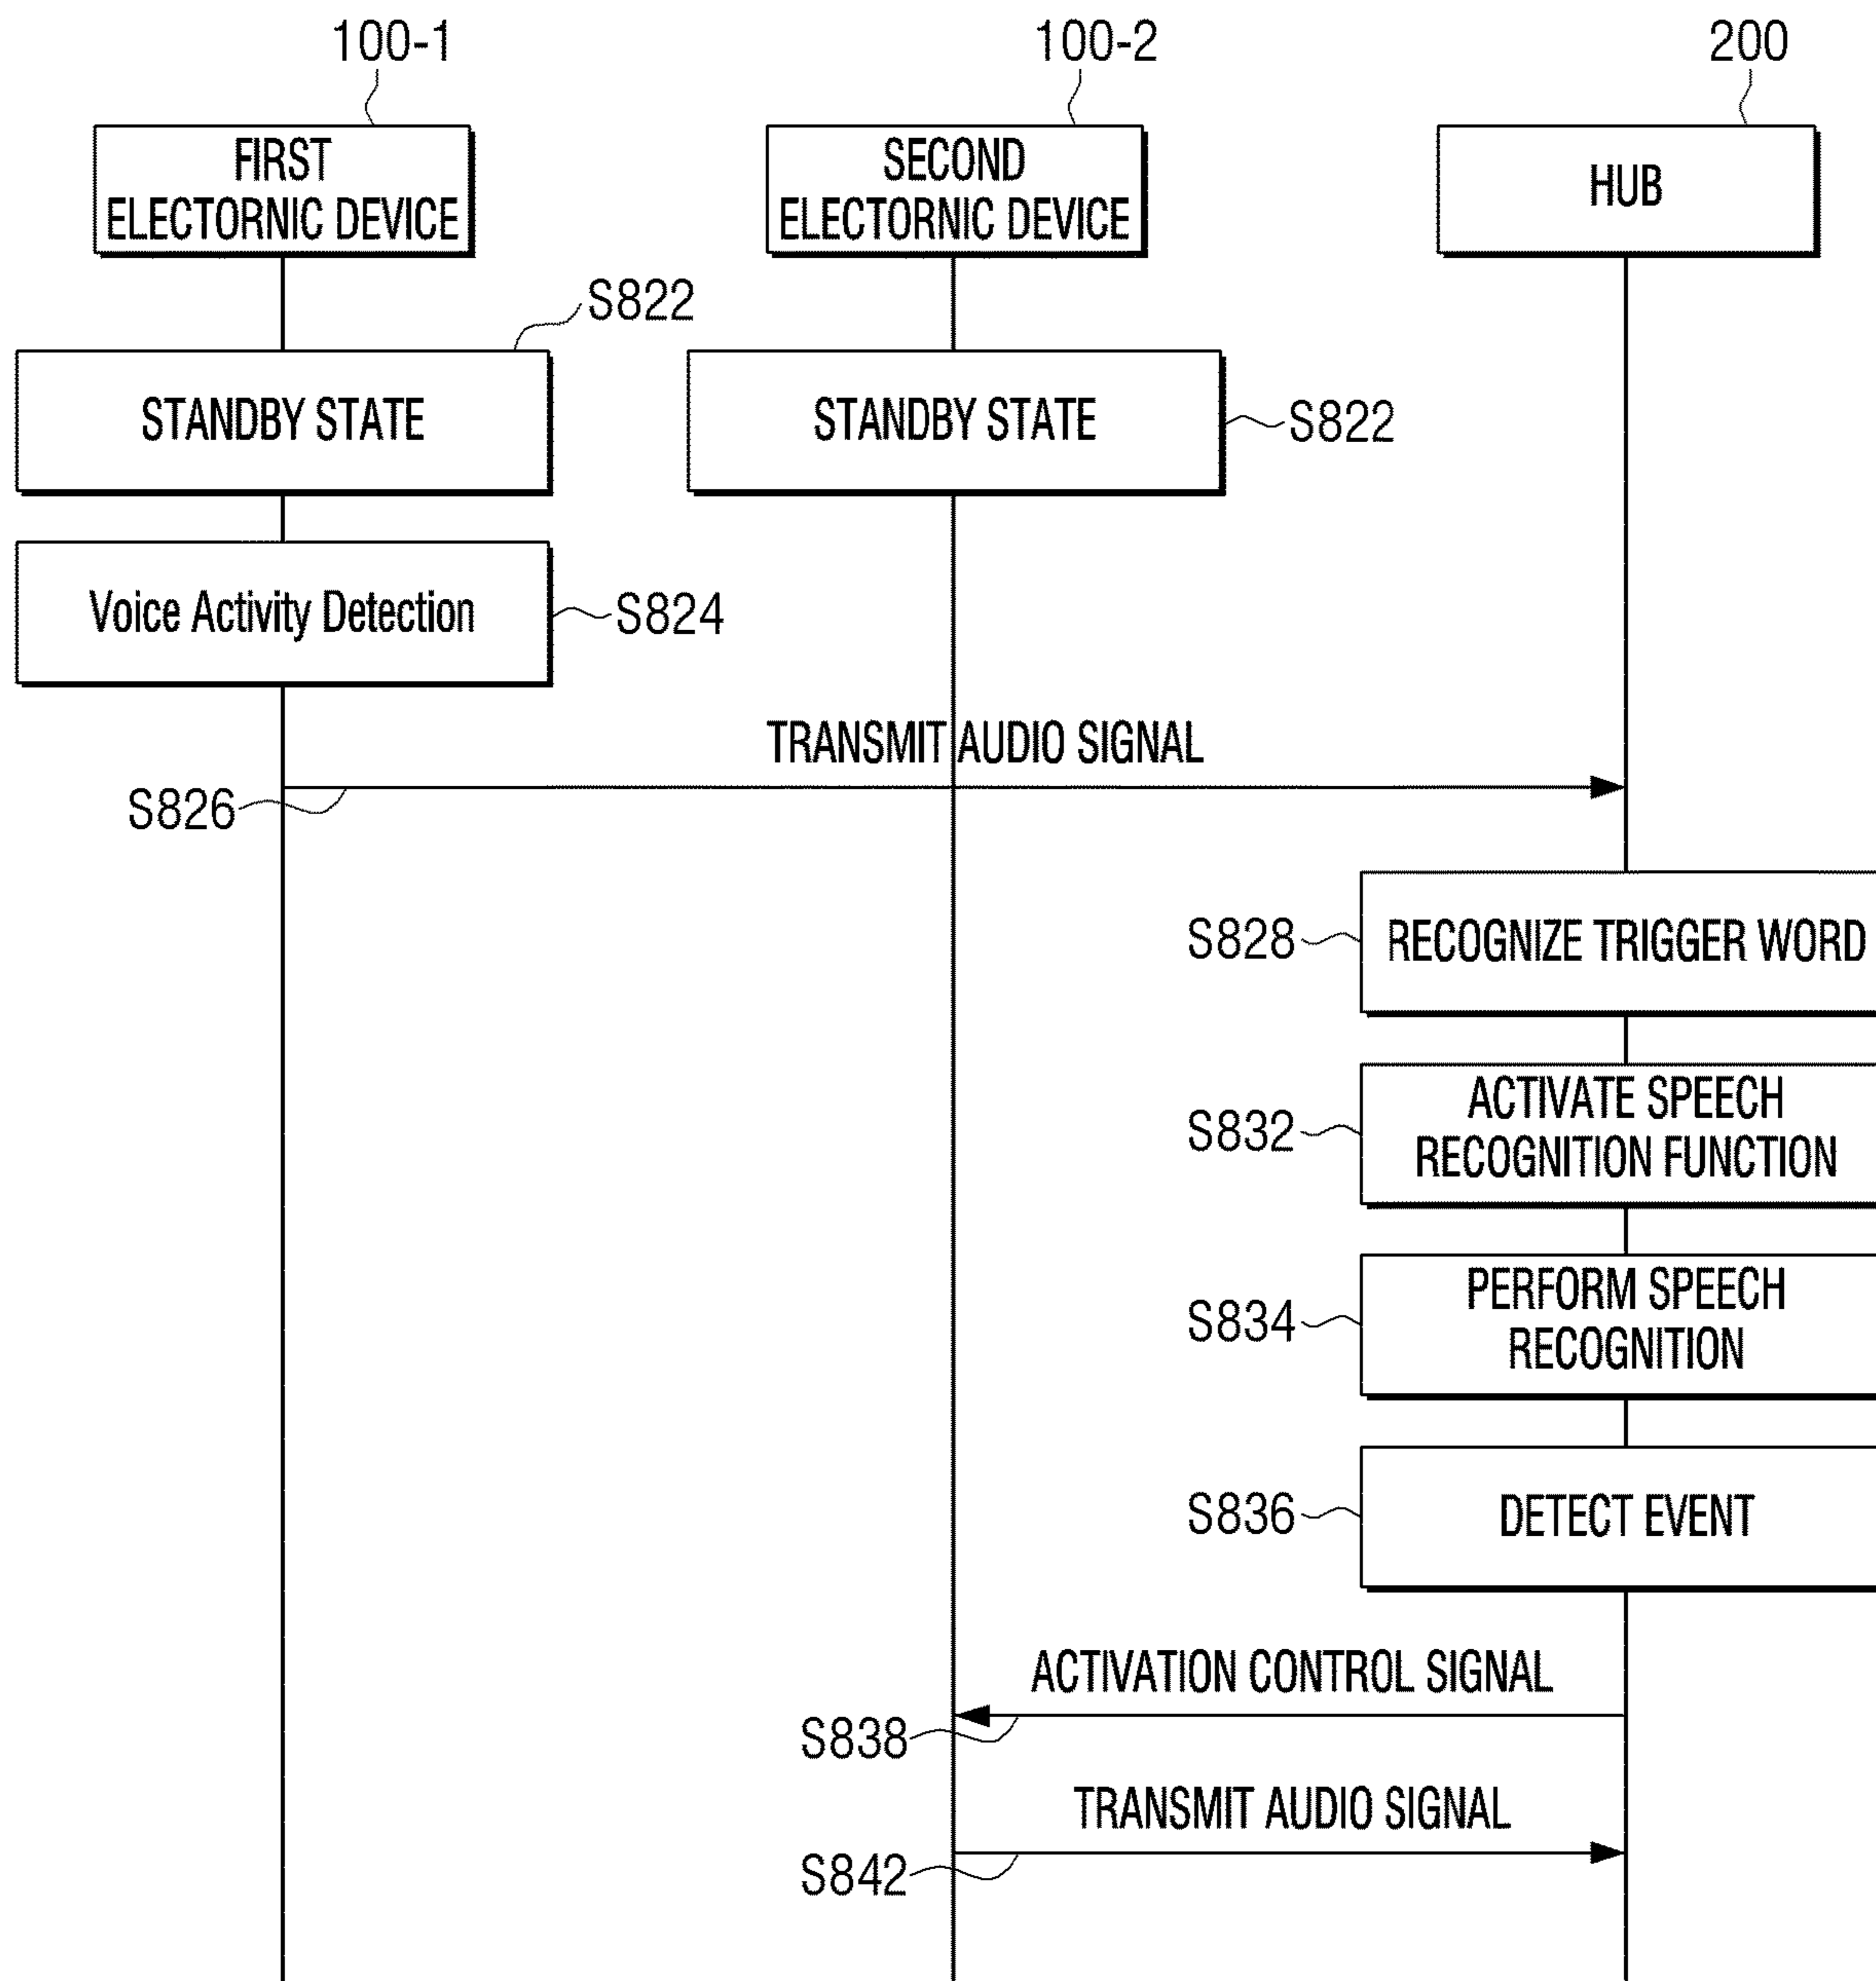 100-1
100-2
200
FIRST
ELECTORNIC DEVICE
SECOND
ELECTORNIC DEVICE
HUB
S822
STANDBY STATE
STANDBY STATE
S822
Voice Activity Detection
S824
TRANSMIT AUDIO SIGNAL
S826
S828
RECOGNIZE TRIGGER WORD
S832
ACTIVATE SPEECH
RECOGNITION FUNCTION
S834
PERFORM SPEECH
RECOGNITION
S836
DETECT EVENT
ACTIVATION CONTROL SIGNAL
S838
TRANSMIT AUDIO SIGNAL
S842